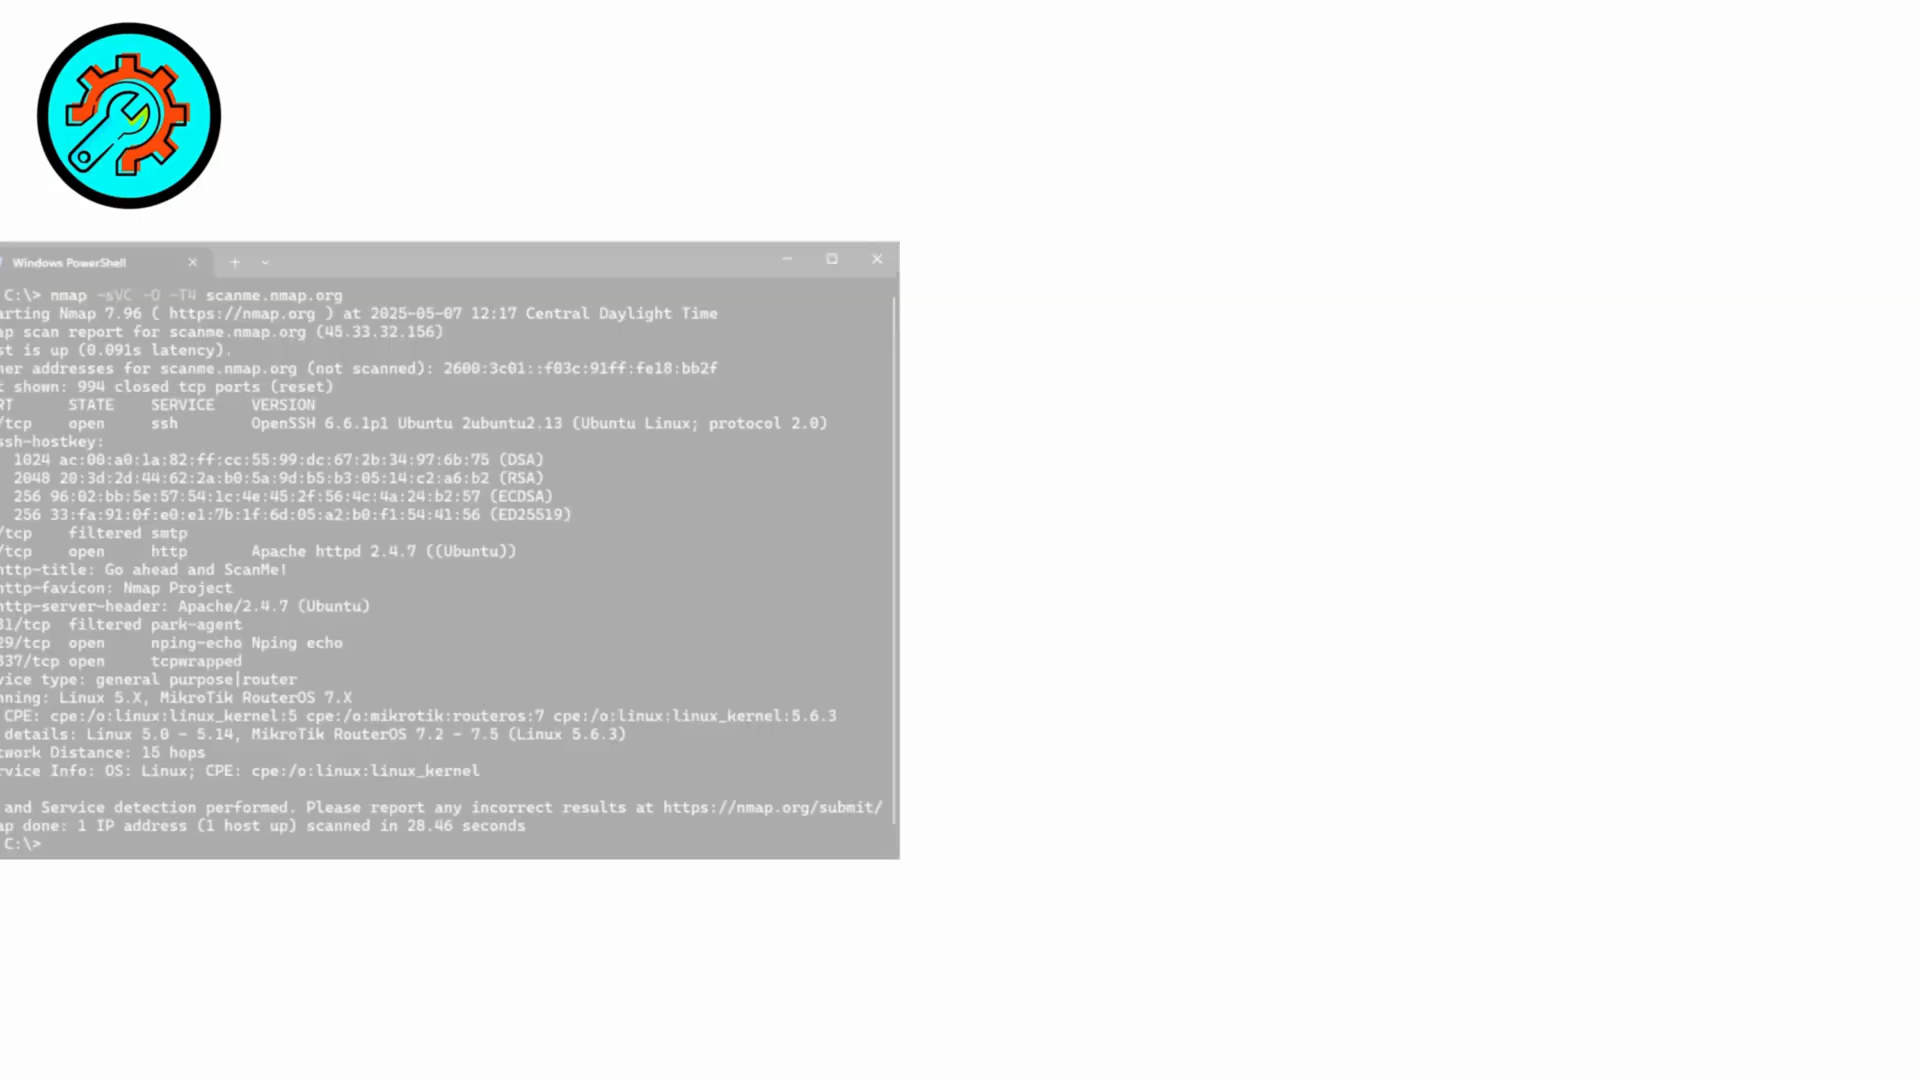 Windows PowerShell
C:\> nmap -sVC -O -T4 scanme.nmap.org
arting Nmap 7.96 ( https://nmap.org ) at 2025-05-07 12:17 Central Daylight Time
ap scan report for scanme.nmap.org (45.33.32.156)
st is up (0.091s latency).
her addresses for scanme.nmap.org (not scanned): 2600:3c01::f03c:91ff:fe18:bb2f
t shown: 994 closed tcp ports (reset)
RT STATE SERVICE VERSION
/tcp open ssh OpenSSH 6.6.1p1 Ubuntu 2ubuntu2.13 (Ubuntu Linux; protocol 2.0)
ssh-hostkey:
1024 ac:00:a0:1a:82:ff:cc:55:99:dc:67:2b:34:97:6b:75 (DSA)
2048 20:3d:2d:44:62:2a:b0:5a:9d:b5:b3:05:14:c2:a6:b2 (RSA)
256 96:02:bb:5e:57:54:1c:4e:45:2f:56:4c:4a:24:b2:57 (ECDSA)
256 33:fa:91:0f:e0:e1:7b:1f:6d:05:a2:b0:f1:54:41:56 (ED25519)
/tcp filtered smtp
/tcp open http Apache httpd 2.4.7 ((Ubuntu))
http-title: Go ahead and ScanMe!
http-favicon: Nmap Project
http-server-header: Apache/2.4.7 (Ubuntu)
31/tcp filtered park-agent
29/tcp open nping-echo Nping echo
337/tcp open tcpwrapped
vice type: general purpose|router
nning: Linux 5.X, MikroTik RouterOS 7.X
CPE: cpe:/o:linux:linux_kernel:5 cpe:/o:mikrotik:routeros:7 cpe:/o:linux:linux_kernel:5.6.3
details: Linux 5.0 - 5.14, MikroTik RouterOS 7.2 - 7.5 (Linux 5.6.3)
twork Distance: 15 hops
rvice Info: OS: Linux; CPE: cpe:/o:linux:linux_kernel
and Service detection performed. Please report any incorrect results at https://nmap.org/submit/
ap done: 1 IP address (1 host up) scanned in 28.46 seconds
C:\>